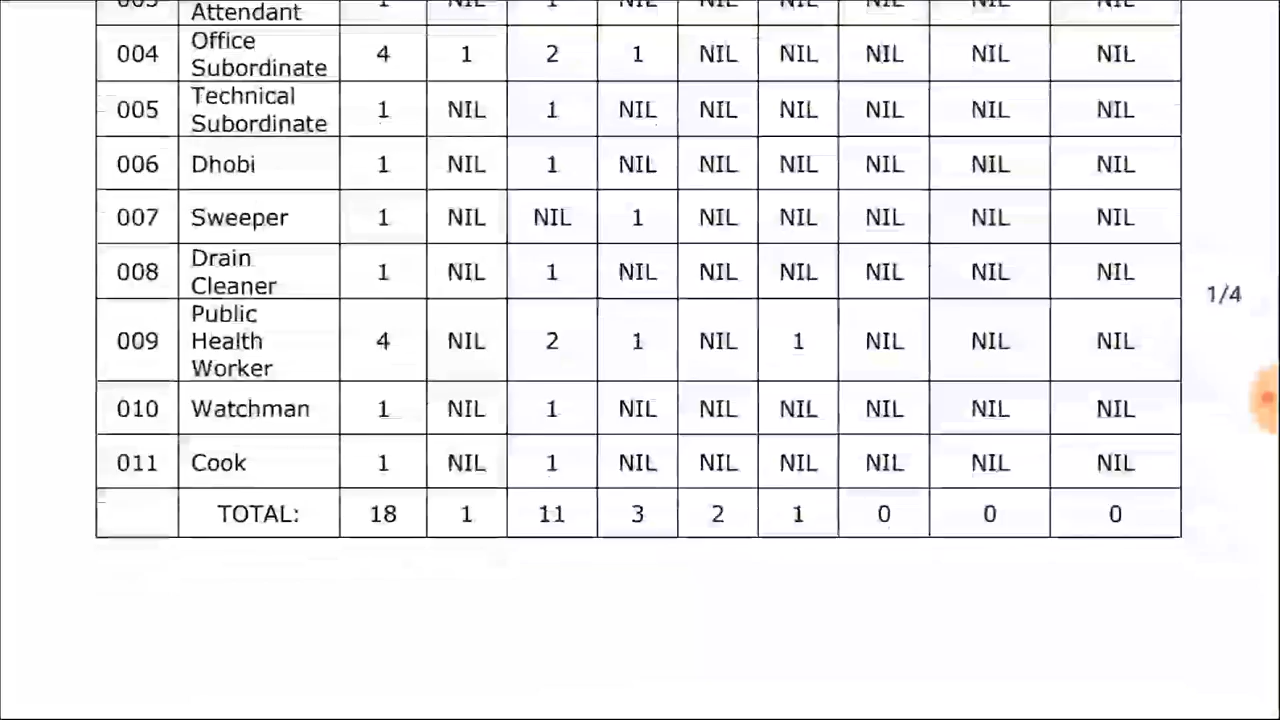 Attendant
004 Office Subordinate 4 1 2 1 NIL NIL NIL NIL NIL
005 Technical Subordinate 1 NIL 1 NIL NIL NIL NIL NIL NIL
006 Dhobi 1 NIL 1 NIL NIL NIL NIL NIL NIL
007 Sweeper 1 NIL NIL 1 NIL NIL NIL NIL NIL
008 Drain Cleaner 1 NIL 1 NIL NIL NIL NIL NIL NIL
009 Public Health Worker 4 NIL 2 1 NIL 1 NIL NIL NIL
010 Watchman 1 NIL 1 NIL NIL NIL NIL NIL NIL
011 Cook 1 NIL 1 NIL NIL NIL NIL NIL NIL
TOTAL: 18 1 11 3 2 1 0 0 0
1/4